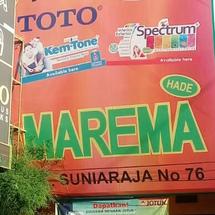 TOTO
Kem-Tone
Spectrum
Available here
Available here
HADE
MAREMA
SUNIARAJA No 76
Dapatkan!
JOTUN